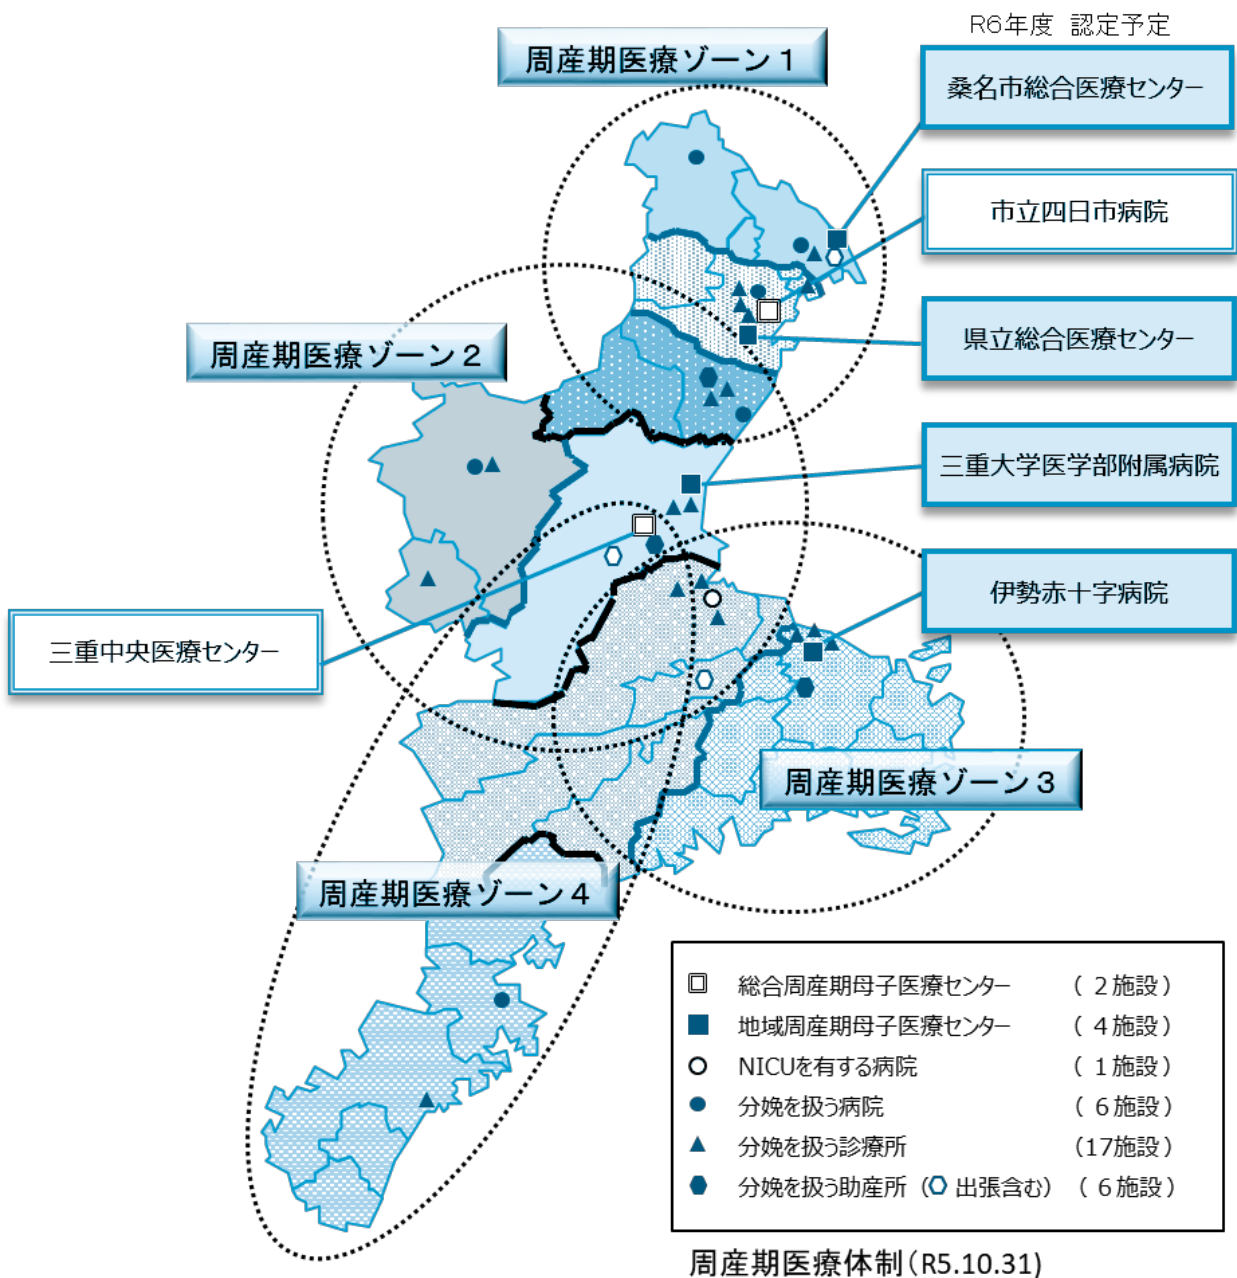 R6年度 認定予定
周産期医療ゾーン１
桑名市総合医療センター
市立四日市病院
周産期医療ゾーン２
県立総合医療センター
三重大学医学部附属病院
伊勢赤十字病院
三重中央医療センター
周産期医療ゾーン３
周産期医療ゾーン４
総合周産期母子医療センター （ 2施設）
地域周産期母子医療センター （ 4施設）
NICUを有する病院 （ 1施設）
分娩を扱う病院 （ 6施設）
分娩を扱う診療所 （17施設）
分娩を扱う助産所（ 出張含む） （ 6施設）
周産期医療体制（R5.10.31）